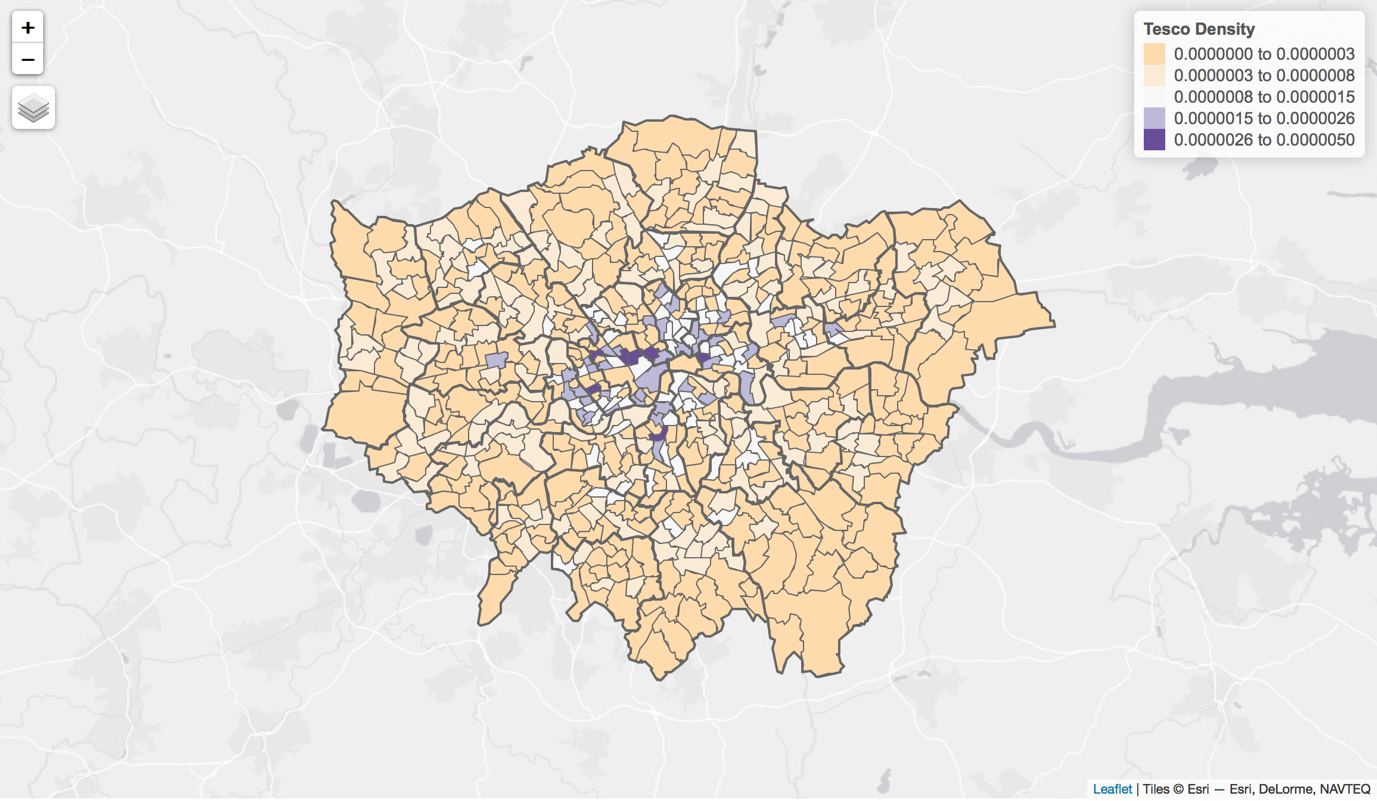 +
−
Tesco Density
0.0000000 to 0.0000003
0.0000003 to 0.0000008
0.0000008 to 0.0000015
0.0000015 to 0.0000026
0.0000026 to 0.0000050
Leaflet | Tiles © Esri — Esri, DeLorme, NAVTEQ